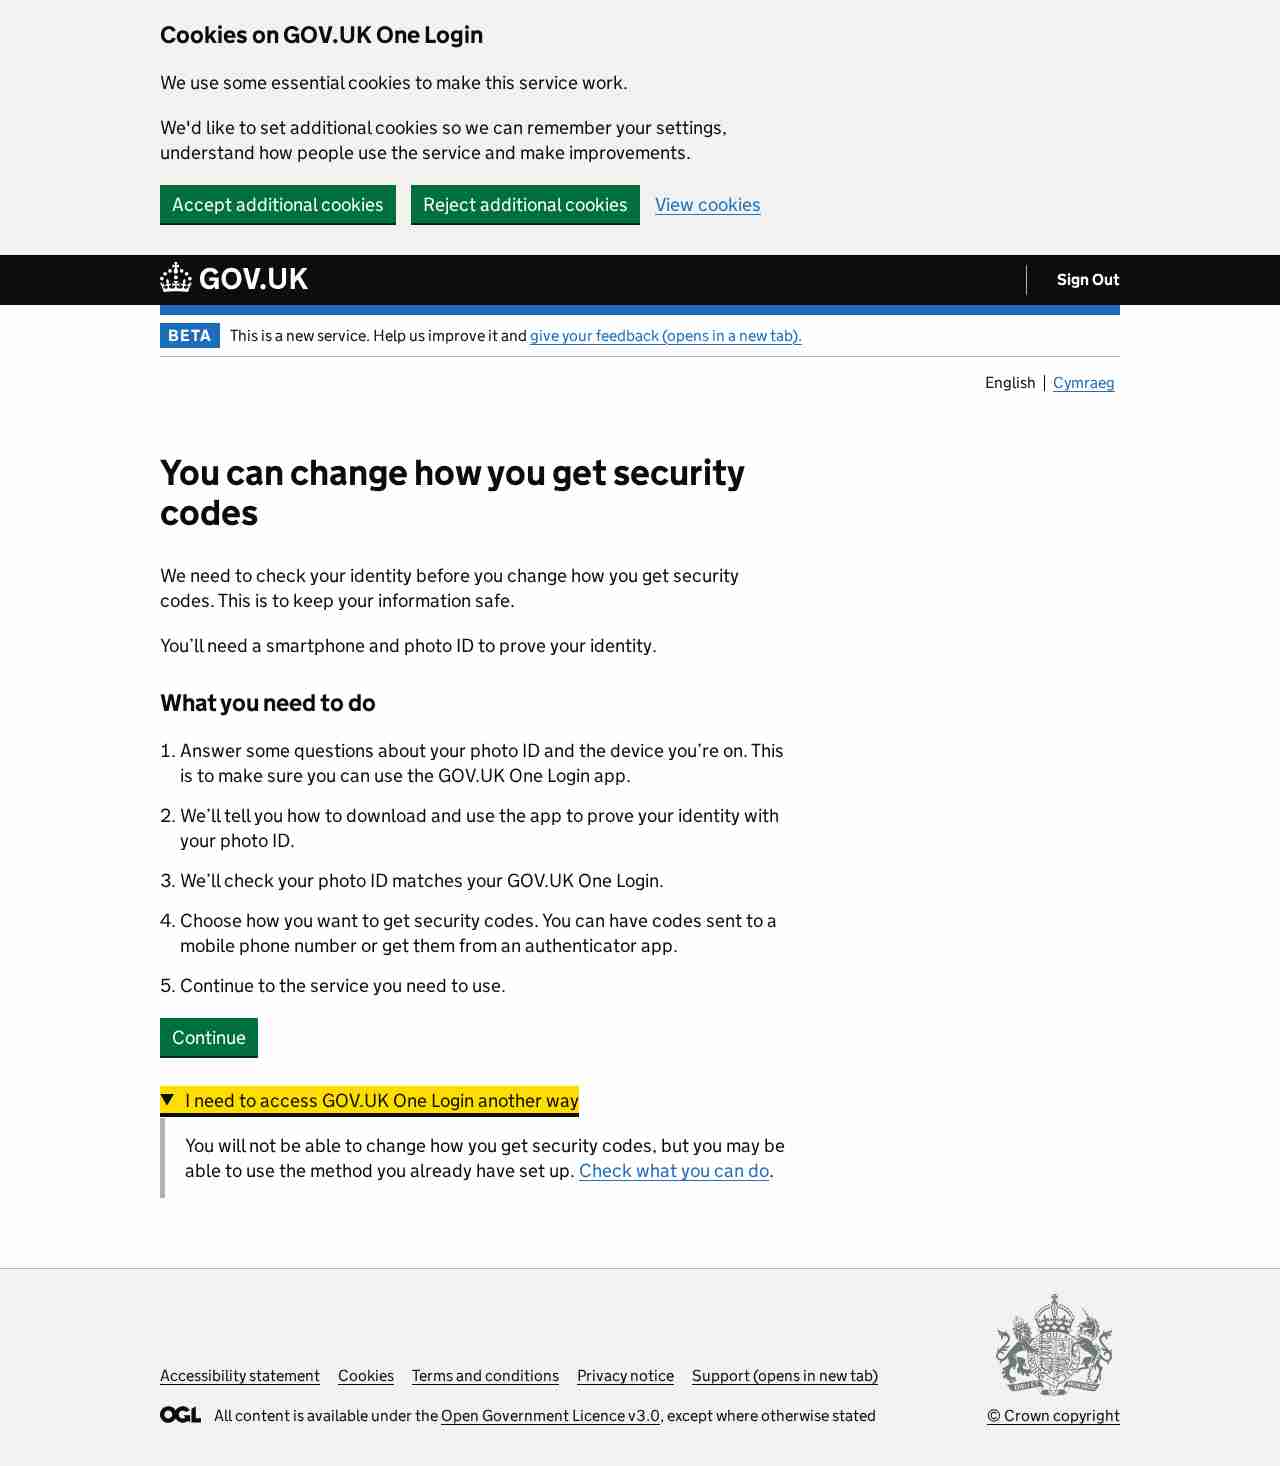 Cookies on GOV.UK One Login
We use some essential cookies to make this service work.
We'd like to set additional cookies so we can remember your settings,
understand how people use the service and make improvements.
Accept additional cookies Reject additional cookies View cookies
GOV.UK Sign Out
BETA This is a new service. Help us improve it and give your feedback (opens in a new tab).
English Cymraeg
You can change how you get security
codes
We need to check your identity before you change how you get security
codes. This is to keep your information safe.
You’ll need a smartphone and photo ID to prove your identity.
What you need to do
1. Answer some questions about your photo ID and the device you’re on. This
is to make sure you can use the GOV.UK One Login app.
2. We’ll tell you how to download and use the app to prove your identity with
your photo ID.
3. We’ll check your photo ID matches your GOV.UK One Login.
4. Choose how you want to get security codes. You can have codes sent to a
mobile phone number or get them from an authenticator app.
5. Continue to the service you need to use.
Continue
I need to access GOV.UK One Login another way
You will not be able to change how you get security codes, but you may be
able to use the method you already have set up. Check what you can do.
Accessibility statement Cookies Terms and conditions Privacy notice Support (opens in new tab)
OGL All content is available under the Open Government Licence v3.0, except where otherwise stated
© Crown copyright